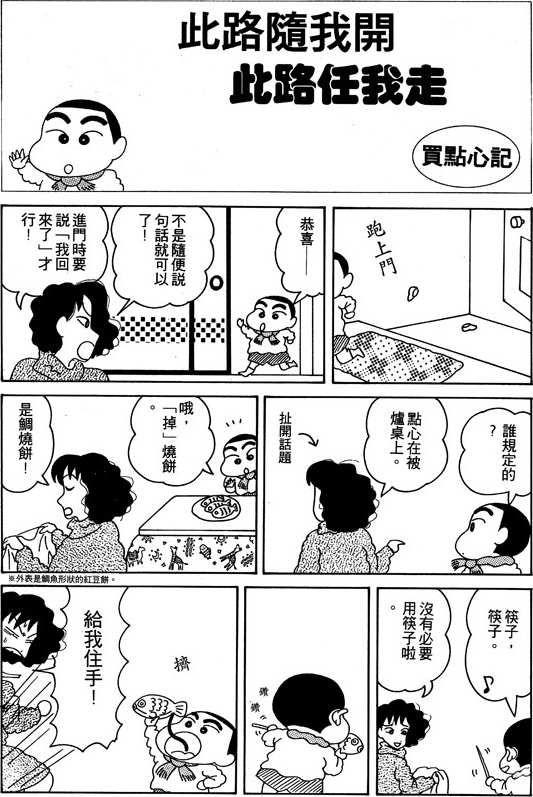 此路隨我開
此路任我走
買點心記
跑上門
恭喜——
不是隨便說
句話就可以
了！
進門時要
說「我回
來了」才
行！
誰規定的
？
點心在被
爐桌上。
扯開話題
哦，
「掉」燒餅
。
是鯛燒餅！
※外表是鯛魚形狀的紅豆餅。
筷子，
筷子。
沒有必要
用筷子啦
。
擠
給我住手！